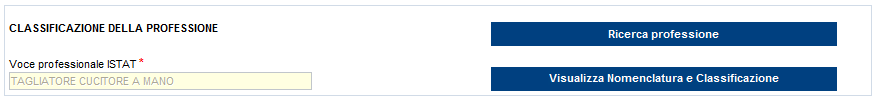 CLASSIFICAZIONE DELLA PROFESSIONE
Ricerca professione
Voce professionale ISTAT *
TAGLIATORE CUCITORE A MANO
Visualizza Nomenclatura e Classificazione